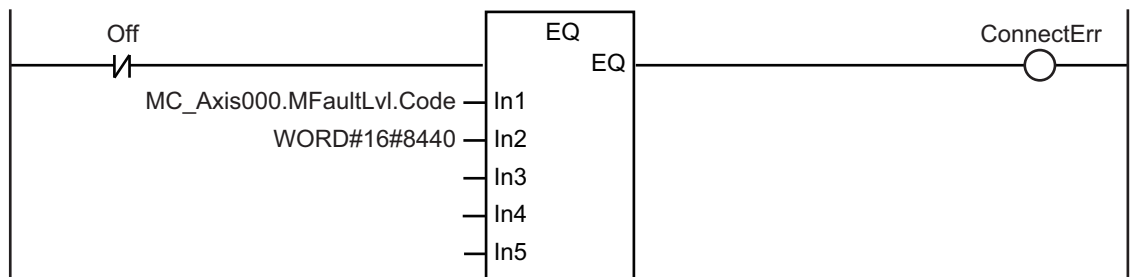 EQ
Off
ConnectErr
EQ
MC_Axis000.MFaultLvl.Code
In1
WORD#16#8440
In2
In3
In4
In5